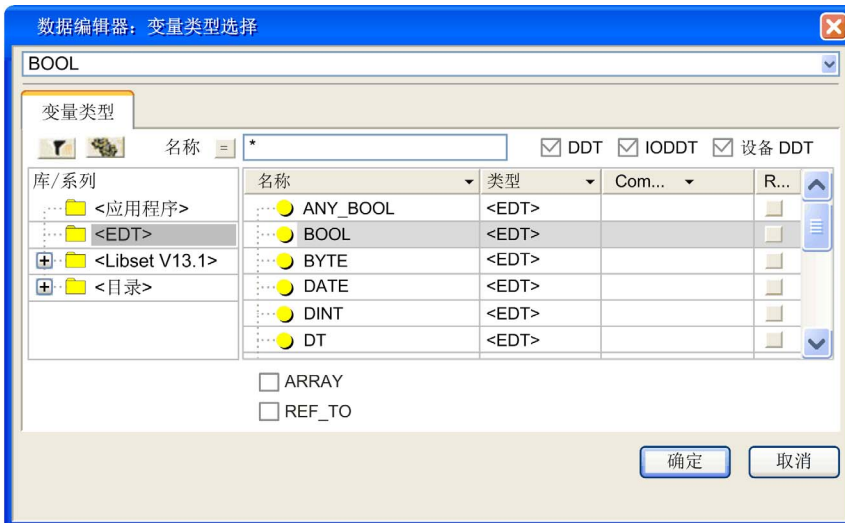 数据编辑器：变量类型选择
BOOL
变量类型
名称 = * DDT IODDT 设备 DDT
库/系列 名称 类型 Com... R...
<应用程序> ANY_BOOL <EDT>
<EDT> BOOL <EDT>
<Libset V13.1> BYTE <EDT>
<目录> DATE <EDT>
DINT <EDT>
DT <EDT>
ARRAY
REF_TO
确定 取消